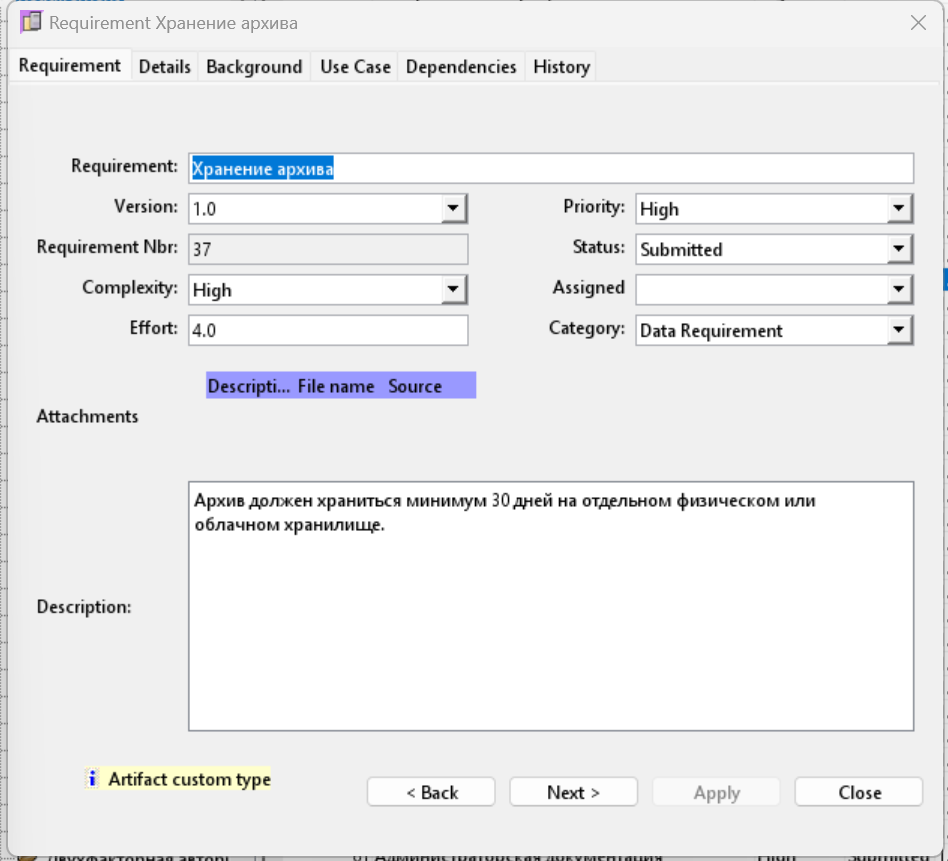 Requirement Хранение архива
Requirement Details Background Use Case Dependencies History
Requirement: Хранение архива
Version: 1.0 Priority: High
Requirement Nbr: 37 Status: Submitted
Complexity: High Assigned
Effort: 4.0 Category: Data Requirement
Descripti... File name Source
Attachments
Архив должен храниться минимум 30 дней на отдельном физическом или
облачном хранилище.
Description:
i Artifact custom type
< Back Next > Apply Close